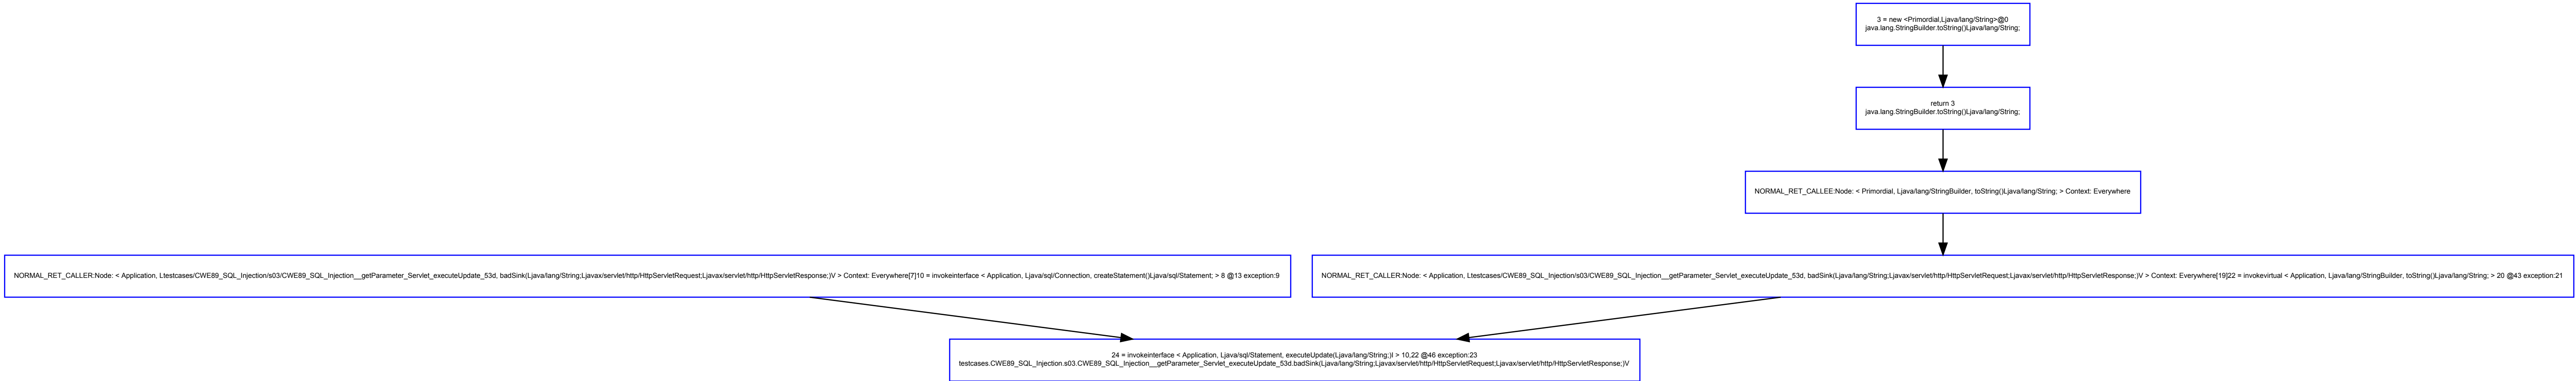 3 = new <Primordial,Ljava/lang/String>@0
java.lang.StringBuilder.toString()Ljava/lang/String;
return 3
java.lang.StringBuilder.toString()Ljava/lang/String;
NORMAL_RET_CALLEE:Node: < Primordial, Ljava/lang/StringBuilder, toString()Ljava/lang/String; > Context: Everywhere
NORMAL_RET_CALLER:Node: < Application, Ltestcases/CWE89_SQL_Injection/s03/CWE89_SQL_Injection__getParameter_Servlet_executeUpdate_53d, badSink(Ljava/lang/String;Ljavax/servlet/http/HttpServletRequest;Ljavax/servlet/http/HttpServletResponse;)V > Context: Everywhere[7]10 = invokeinterface < Application, Ljava/sql/Connection, createStatement()Ljava/sql/Statement; > 8 @13 exception:9
NORMAL_RET_CALLER:Node: < Application, Ltestcases/CWE89_SQL_Injection/s03/CWE89_SQL_Injection__getParameter_Servlet_executeUpdate_53d, badSink(Ljava/lang/String;Ljavax/servlet/http/HttpServletRequest;Ljavax/servlet/http/HttpServletResponse;)V > Context: Everywhere[19]22 = invokevirtual < Application, Ljava/lang/StringBuilder, toString()Ljava/lang/String; > 20 @43 exception:21
24 = invokeinterface < Application, Ljava/sql/Statement, executeUpdate(Ljava/lang/String;)I > 10,22 @46 exception:23
testcases.CWE89_SQL_Injection.s03.CWE89_SQL_Injection__getParameter_Servlet_executeUpdate_53d.badSink(Ljava/lang/String;Ljavax/servlet/http/HttpServletRequest;Ljavax/servlet/http/HttpServletResponse;)V